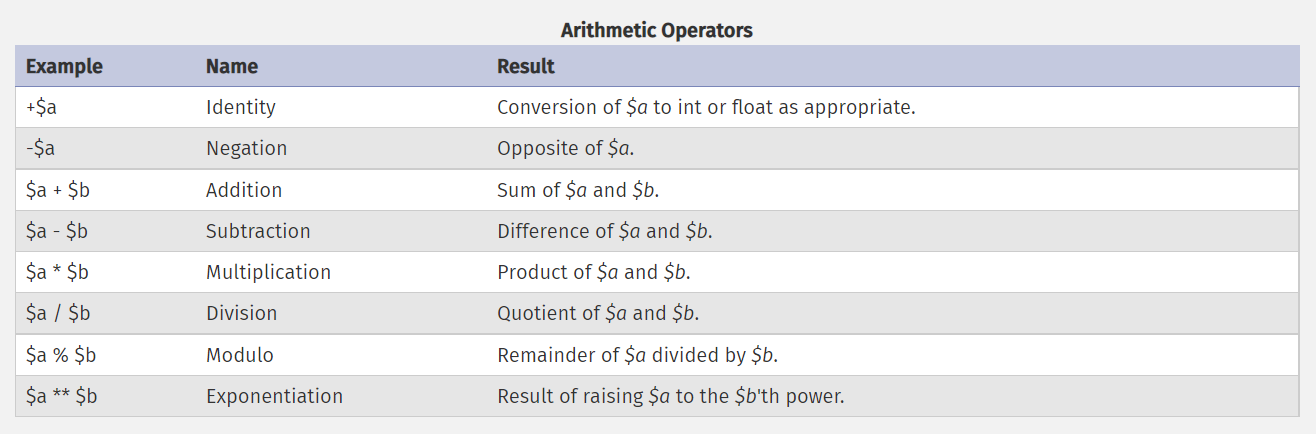 Arithmetic Operators
Example Name Result
+$a Identity Conversion of $a to int or float as appropriate.
-$a Negation Opposite of $a.
$a + $b Addition Sum of $a and $b.
$a - $b Subtraction Difference of $a and $b.
$a * $b Multiplication Product of $a and $b.
$a / $b Division Quotient of $a and $b.
$a % $b Modulo Remainder of $a divided by $b.
$a ** $b Exponentiation Result of raising $a to the $b'th power.